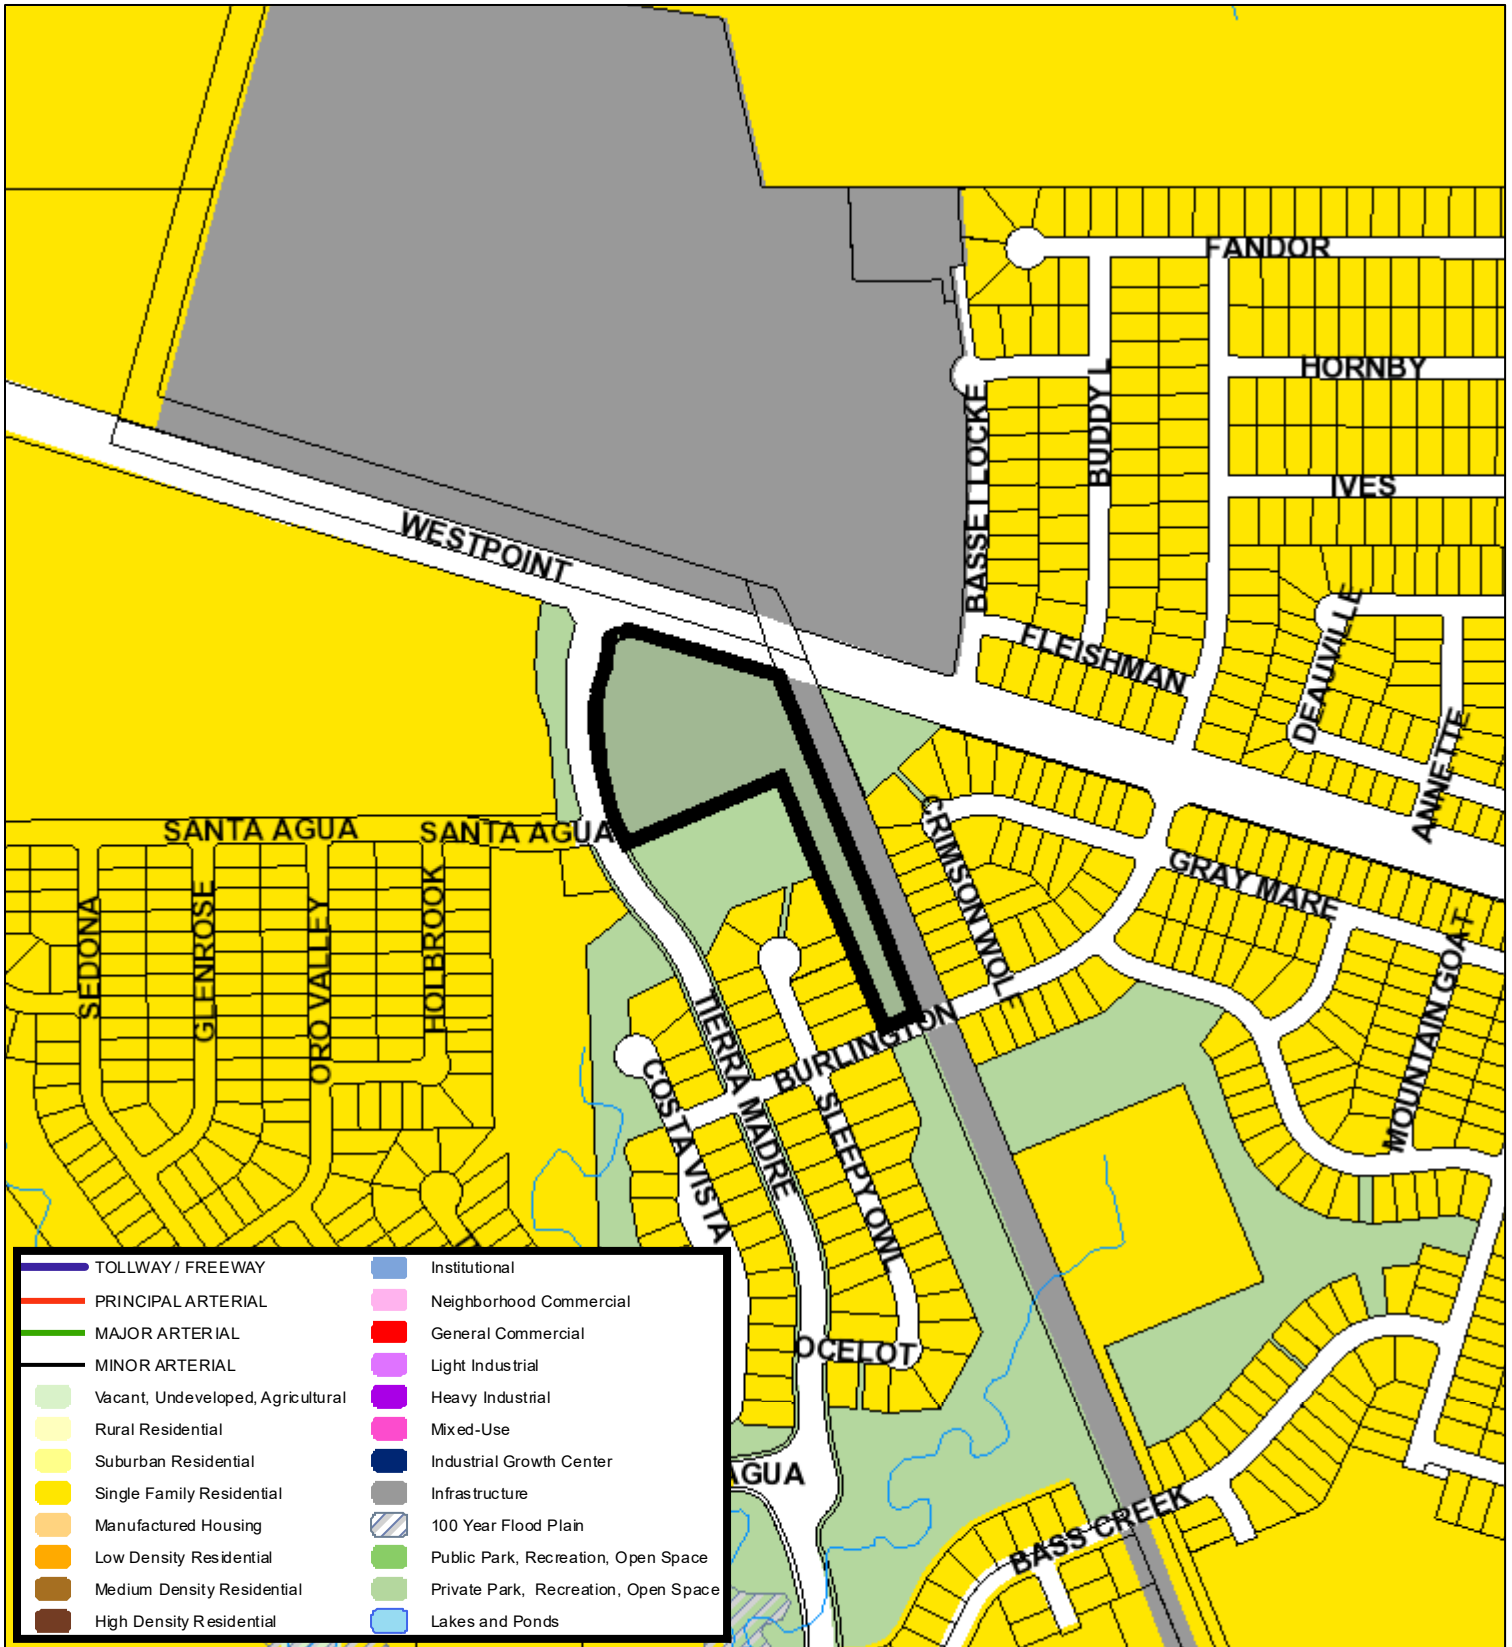 FANDOR
HORNBY
BUDDY L
BASSET LOCKE
IVES
WESTPOINT
FLEISHMAN
DEAUVILLE
ANNETTE
SANTA AGUA
SANTA AGUA
CRIMSON WOLF
GRAY MARE
SEDONA
GLENROSE
ORO VALLEY
HOLBROOK
MOUNTAIN GOAT
TIERRA MADRE
BURLINGTON
COSTA VISTA
SLEEPY OWL
OCELOT
AGUA
BASS CREEK
TOLLWAY / FREEWAY
PRINCIPAL ARTERIAL
MAJOR ARTERIAL
MINOR ARTERIAL
Vacant, Undeveloped, Agricultural
Rural Residential
Suburban Residential
Single Family Residential
Manufactured Housing
Low Density Residential
Medium Density Residential
High Density Residential
Institutional
Neighborhood Commercial
General Commercial
Light Industrial
Heavy Industrial
Mixed-Use
Industrial Growth Center
Infrastructure
100 Year Flood Plain
Public Park, Recreation, Open Space
Private Park, Recreation, Open Space
Lakes and Ponds